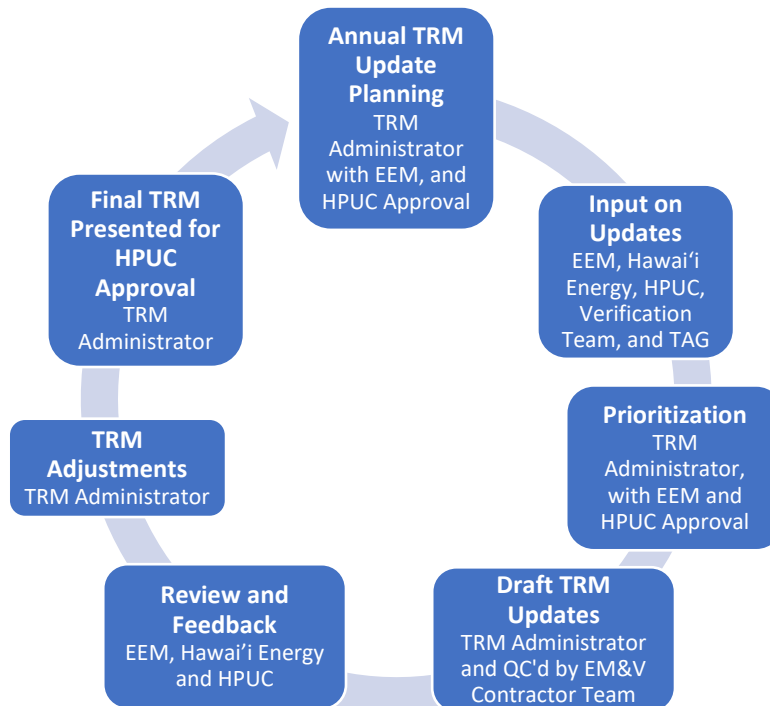 Annual TRM
Update
Planning
TRM
Administrator
with EEM, and
HPUC Approval
Input on
Updates
EEM, Hawai‘i
Energy, HPUC,
Verification
Team, and TAG
Prioritization
TRM
Administrator,
with EEM and
HPUC Approval
Draft TRM
Updates
TRM Administrator
and QC'd by EM&V
Contractor Team
Review and
Feedback
EEM, Hawai’i Energy
and HPUC
TRM
Adjustments
TRM Administrator
Final TRM
Presented for
HPUC
Approval
TRM
Administrator